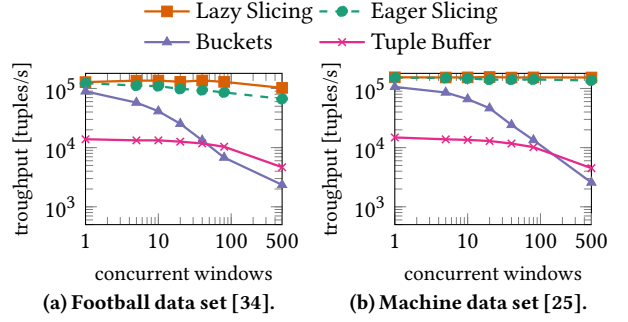 Lazy Slicing Eager Slicing
Buckets Tuple Buffer
troughput [tuples/s]
10^5
10^4
10^3
1 10 100 500
concurrent windows
(a) Football data set [34].
troughput [tuples/s]
10^5
10^4
10^3
1 10 100 500
concurrent windows
(b) Machine data set [25].